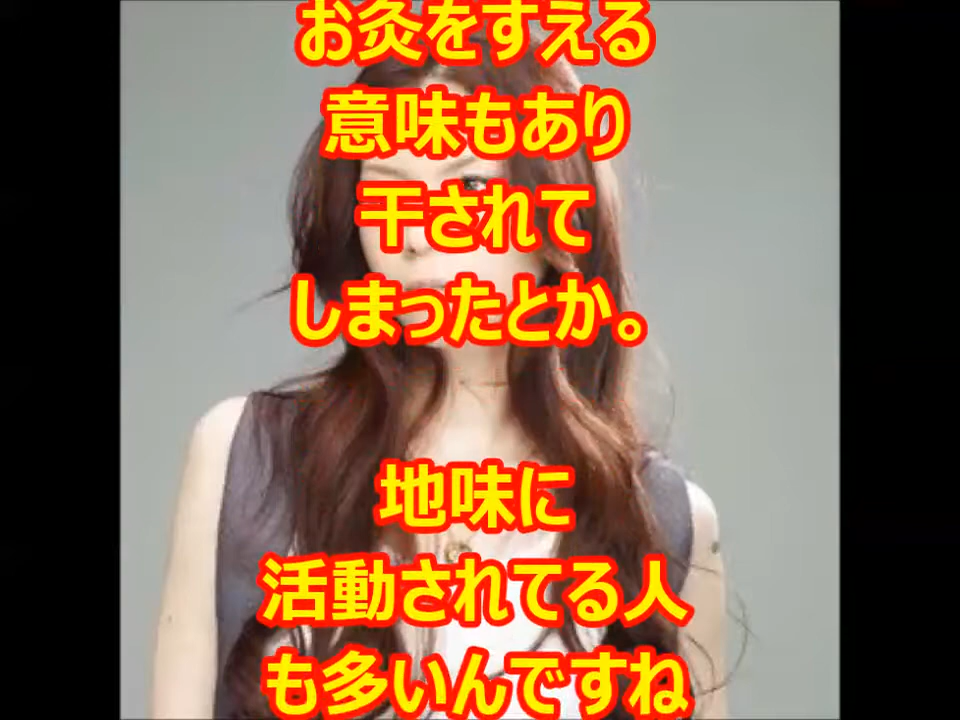 お灸をすえる
意味もあり
干されて
しまったとか。
地味に
活動されてる人
も多いんですね